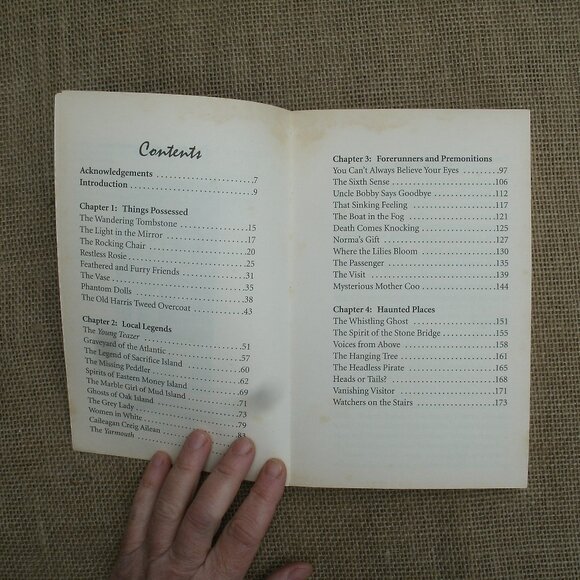 Contents
Acknowledgements ........................7
Introduction ..............................9
Chapter 1: Things Possessed
The Wandering Tombstone ..................15
The Light in the Mirror ....................17
The Rocking Chair ........................20
Restless Rosie ............................25
Feathered and Furry Friends ................31
The Vase .................................35
Phantom Dolls ...........................38
The Old Harris Tweed Overcoat .............43
Chapter 2: Local Legends
The Young Teazer .........................51
Graveyard of the Atlantic ..................57
The Legend of Sacrifice Island ..............60
The Missing Peddler .......................62
Spirits of Eastern Money Island .............69
The Marble Girl of Mud Island ..............71
Ghosts of Oak Island ......................73
The Grey Lady ...........................79
Women in White .........................83
Caileagan Creig Ailean ..............
The Yarmouth ................
Chapter 3: Forerunners and Premonitions
You Can't Always Believe Your Eyes .........97
The Sixth Sense .........................106
Uncle Bobby Says Goodbye ................112
That Sinking Feeling .....................117
The Boat in the Fog ......................121
Death Comes Knocking ...................125
Norma's Gift ...........................127
Where the Lilies Bloom ...................130
The Passenger ..........................135
The Visit ..............................139
Mysterious Mother Coo ...................144
Chapter 4: Haunted Places
The Whistling Ghost .....................151
The Spirit of the Stone Bridge ..............155
Voices from Above .......................158
The Hanging Tree .......................161
The Headless Pirate ......................165
Heads or Tails? .........................168
Vanishing Visitor ........................171
Watchers on the Stairs ....................173